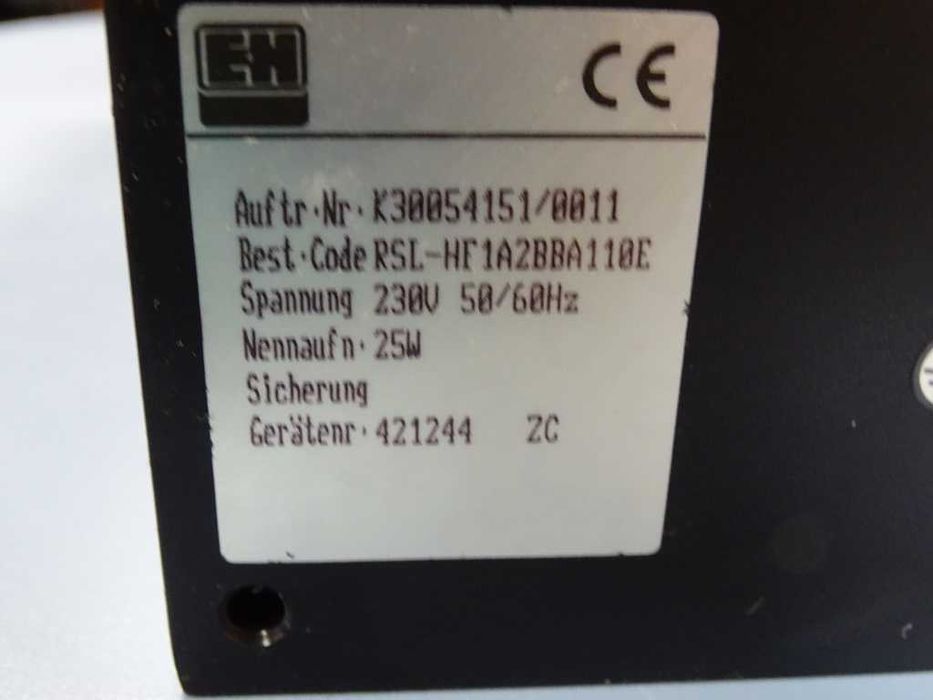 EH
CE
Auftr.Nr. K30054151/0011
Best.Code RSL-HF1A2BBA110E
Spannung 230V 50/60Hz
Nennaufn. 25W
Sicherung
Gerätenr. 421244 ZC